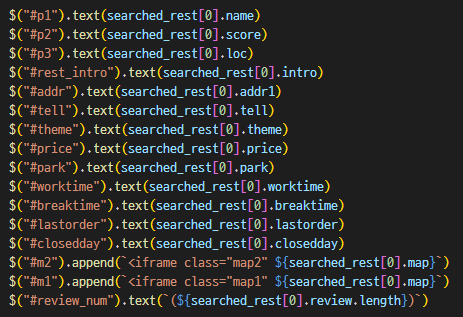 $("#p1").text(searched_rest[0].name)
$("#p2").text(searched_rest[0].score)
$("#p3").text(searched_rest[0].loc)
$("#rest_intro").text(searched_rest[0].intro)
$("#addr").text(searched_rest[0].addr1)
$("#tell").text(searched_rest[0].tell)
$("#theme").text(searched_rest[0].theme)
$("#price").text(searched_rest[0].price)
$("#park").text(searched_rest[0].park)
$("#worktime").text(searched_rest[0].worktime)
$("#breaktime").text(searched_rest[0].breaktime)
$("#lastorder").text(searched_rest[0].lastorder)
$("#closedday").text(searched_rest[0].closedday)
$("#m2").append(`<iframe class="map2" ${searched_rest[0].map}`)
$("#m1").append(`<iframe class="map1" ${searched_rest[0].map}`)
$("#review_num").text(`(${searched_rest[0].review.length})`)